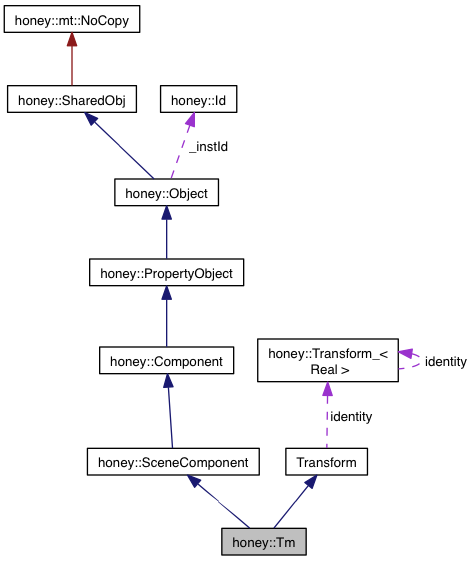 honey::mt::NoCopy
honey::SharedObj
honey::Id
_instId
honey::Object
honey::PropertyObject
honey::Transform_<
Real >
identity
honey::Component
identity
honey::SceneComponent
Transform
honey::Tm